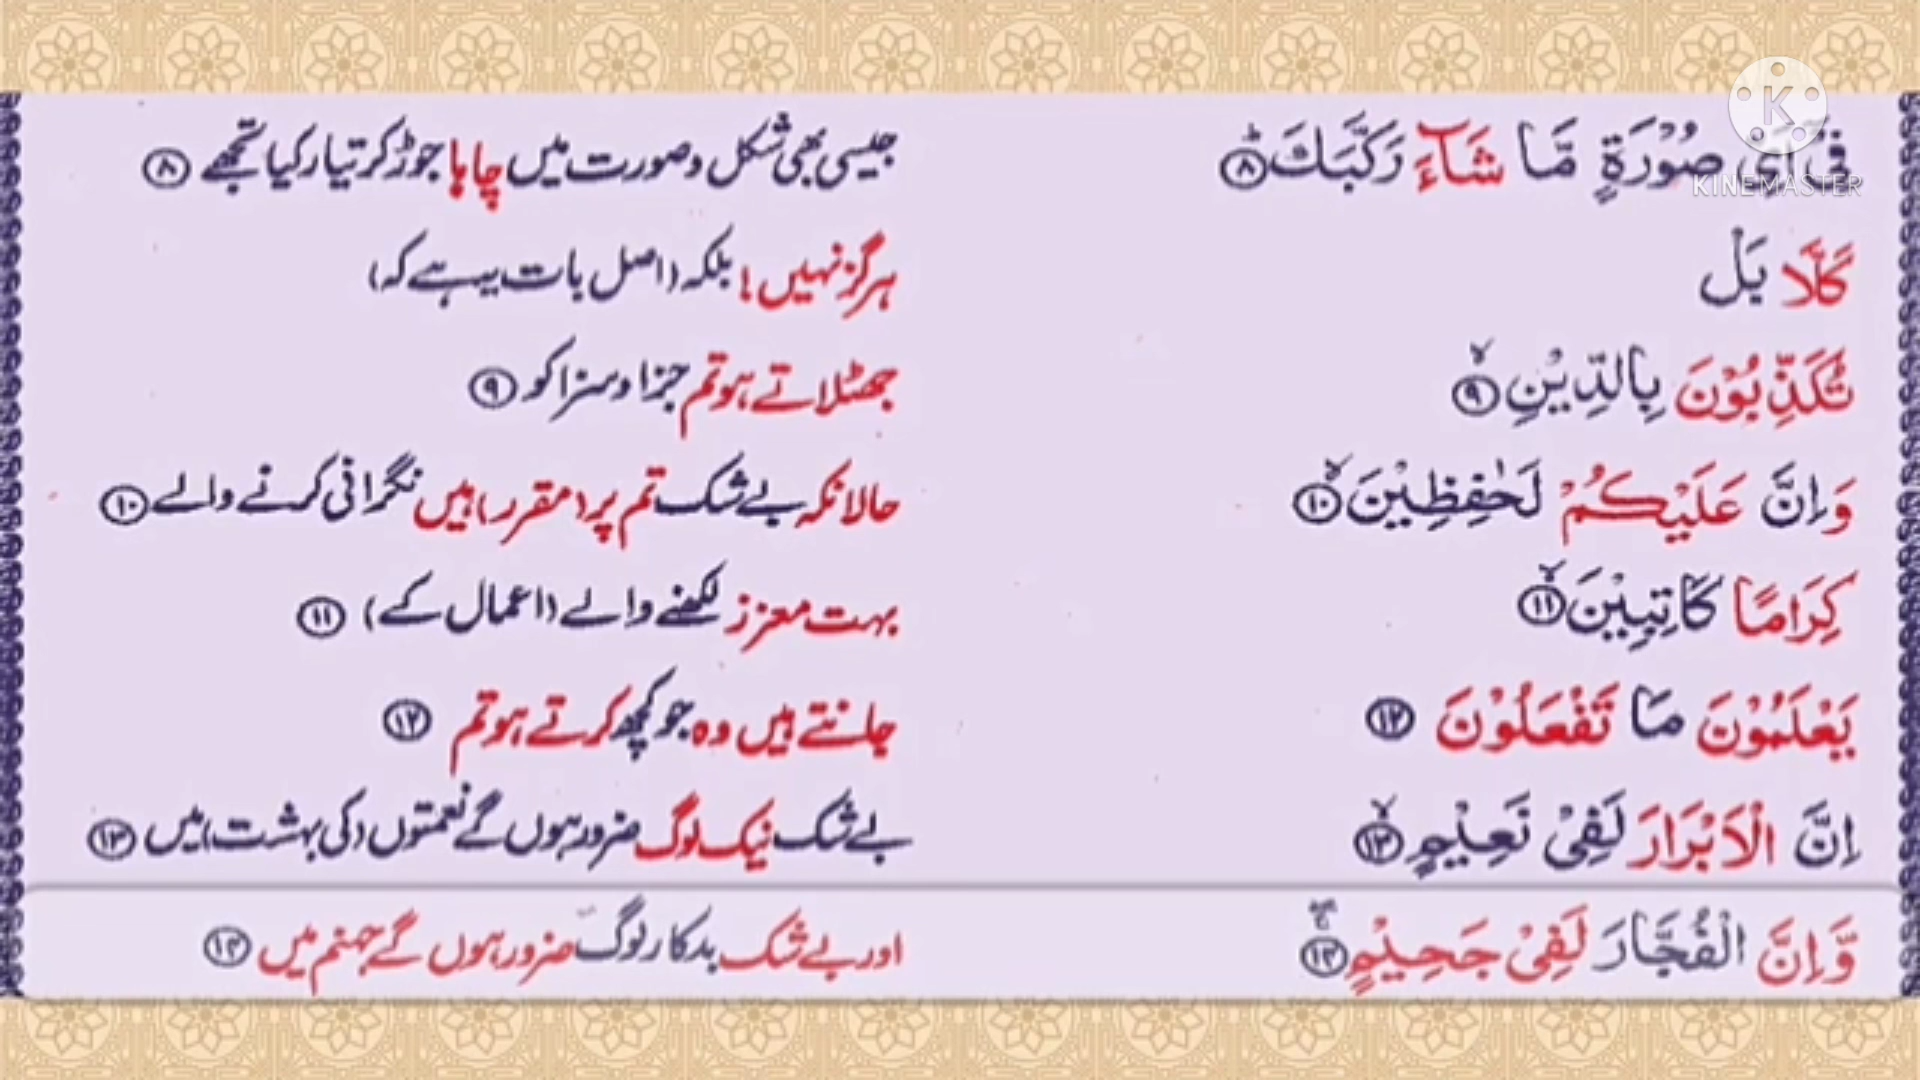 فِيْٓ اَيِّ صُوْرَةٍ مَّا شَآءَ رَكَّبَكَ ؕ۝۸ جیسی بھی شکل و صورت میں چاہا جوڑ کر تیار کیا تجھے ۝۸
كَلَّا بَلْ ہرگز نہیں! بلکہ (اصل بات یہ ہے کہ)
تُكَذِّبُوْنَ بِالدِّيْنِ ۙ۝۹ جھٹلاتے ہو تم جزا و سزا کو ۝۹
وَ اِنَّ عَلَيْكُمْ لَحٰفِظِيْنَ ۙ۝۱۰ حالانکہ بے شک تم پر (مقرر) ہیں نگرانی کرنے والے ۝۱۰
كِرَامًا كَاتِبِيْنَ ۙ۝۱۱ بہت معزز لکھنے والے (اعمال کے) ۝۱۱
يَعْلَمُوْنَ مَا تَفْعَلُوْنَ ۝۱۲ جانتے ہیں وہ جو کچھ کرتے ہو تم ۝۱۲
اِنَّ الْاَبْرَارَ لَفِيْ نَعِيْمٍ ۙ۝۱۳ بے شک نیک لوگ ضرور ہوں گے نعمتوں (کی بہشت) میں ۝۱۳
وَّ اِنَّ الْفُجَّارَ لَفِيْ جَحِيْمٍ ۝۱۴ اور بے شک بدکار لوگ ضرور ہوں گے جہنم میں ۝۱۴
KINEMASTER